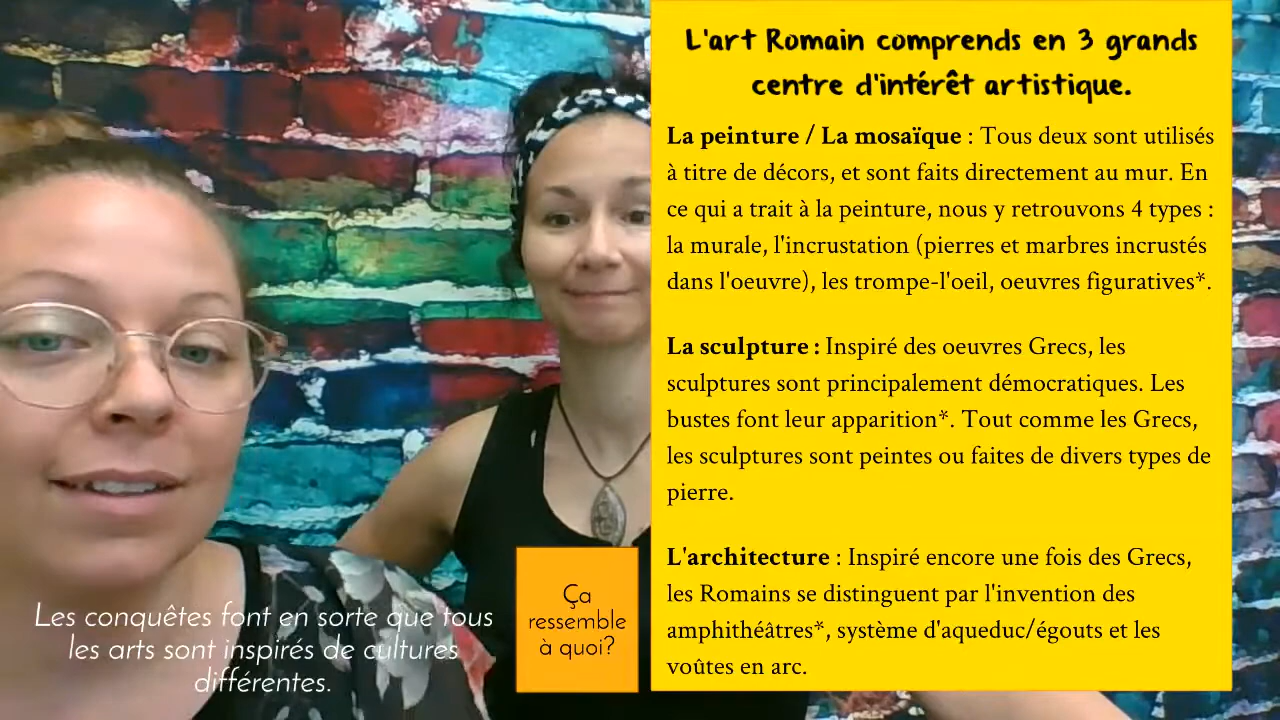 L'art Romain comprends en 3 grands
centre d'intérêt artistique.
La peinture / La mosaïque : Tous deux sont utilisés
à titre de décors, et sont faits directement au mur. En
ce qui a trait à la peinture, nous y retrouvons 4 types :
la murale, l'incrustation (pierres et marbres incrustés
dans l'oeuvre), les trompe-l'oeil, oeuvres figuratives*.
La sculpture : Inspiré des oeuvres Grecs, les
sculptures sont principalement démocratiques. Les
bustes font leur apparition*. Tout comme les Grecs,
les sculptures sont peintes ou faites de divers types de
pierre.
L'architecture : Inspiré encore une fois des Grecs,
les Romains se distinguent par l'invention des
amphithéâtres*, système d'aqueduc/égouts et les
voûtes en arc.
Ça
ressemble
à quoi?
Les conquêtes font en sorte que tous
les arts sont inspirés de cultures
différentes.